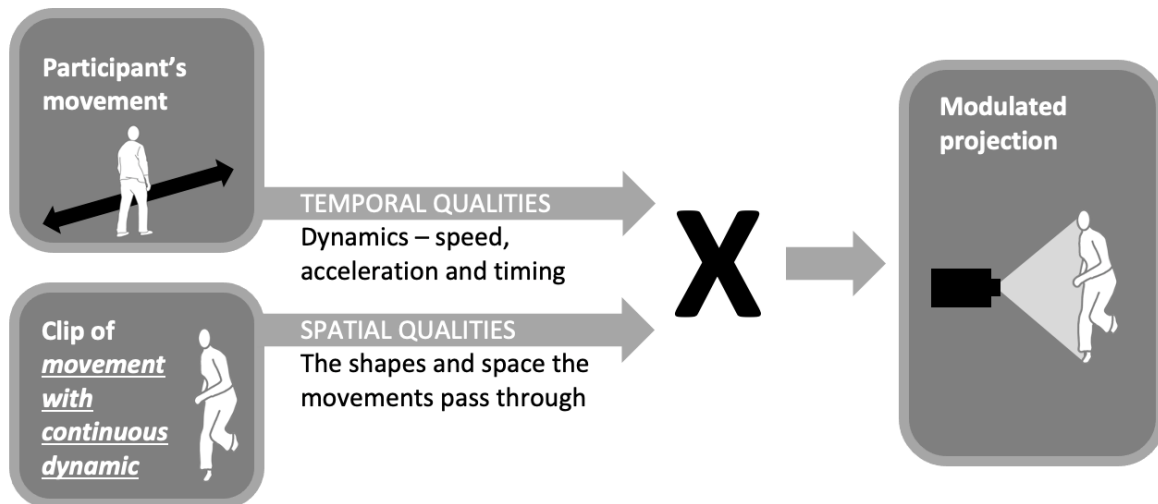 Participant's
movement
TEMPORAL QUALITIES
Dynamics – speed,
acceleration and timing
Clip of
movement
with
continuous
dynamic
SPATIAL QUALITIES
The shapes and space the
movements pass through
X
Modulated
projection